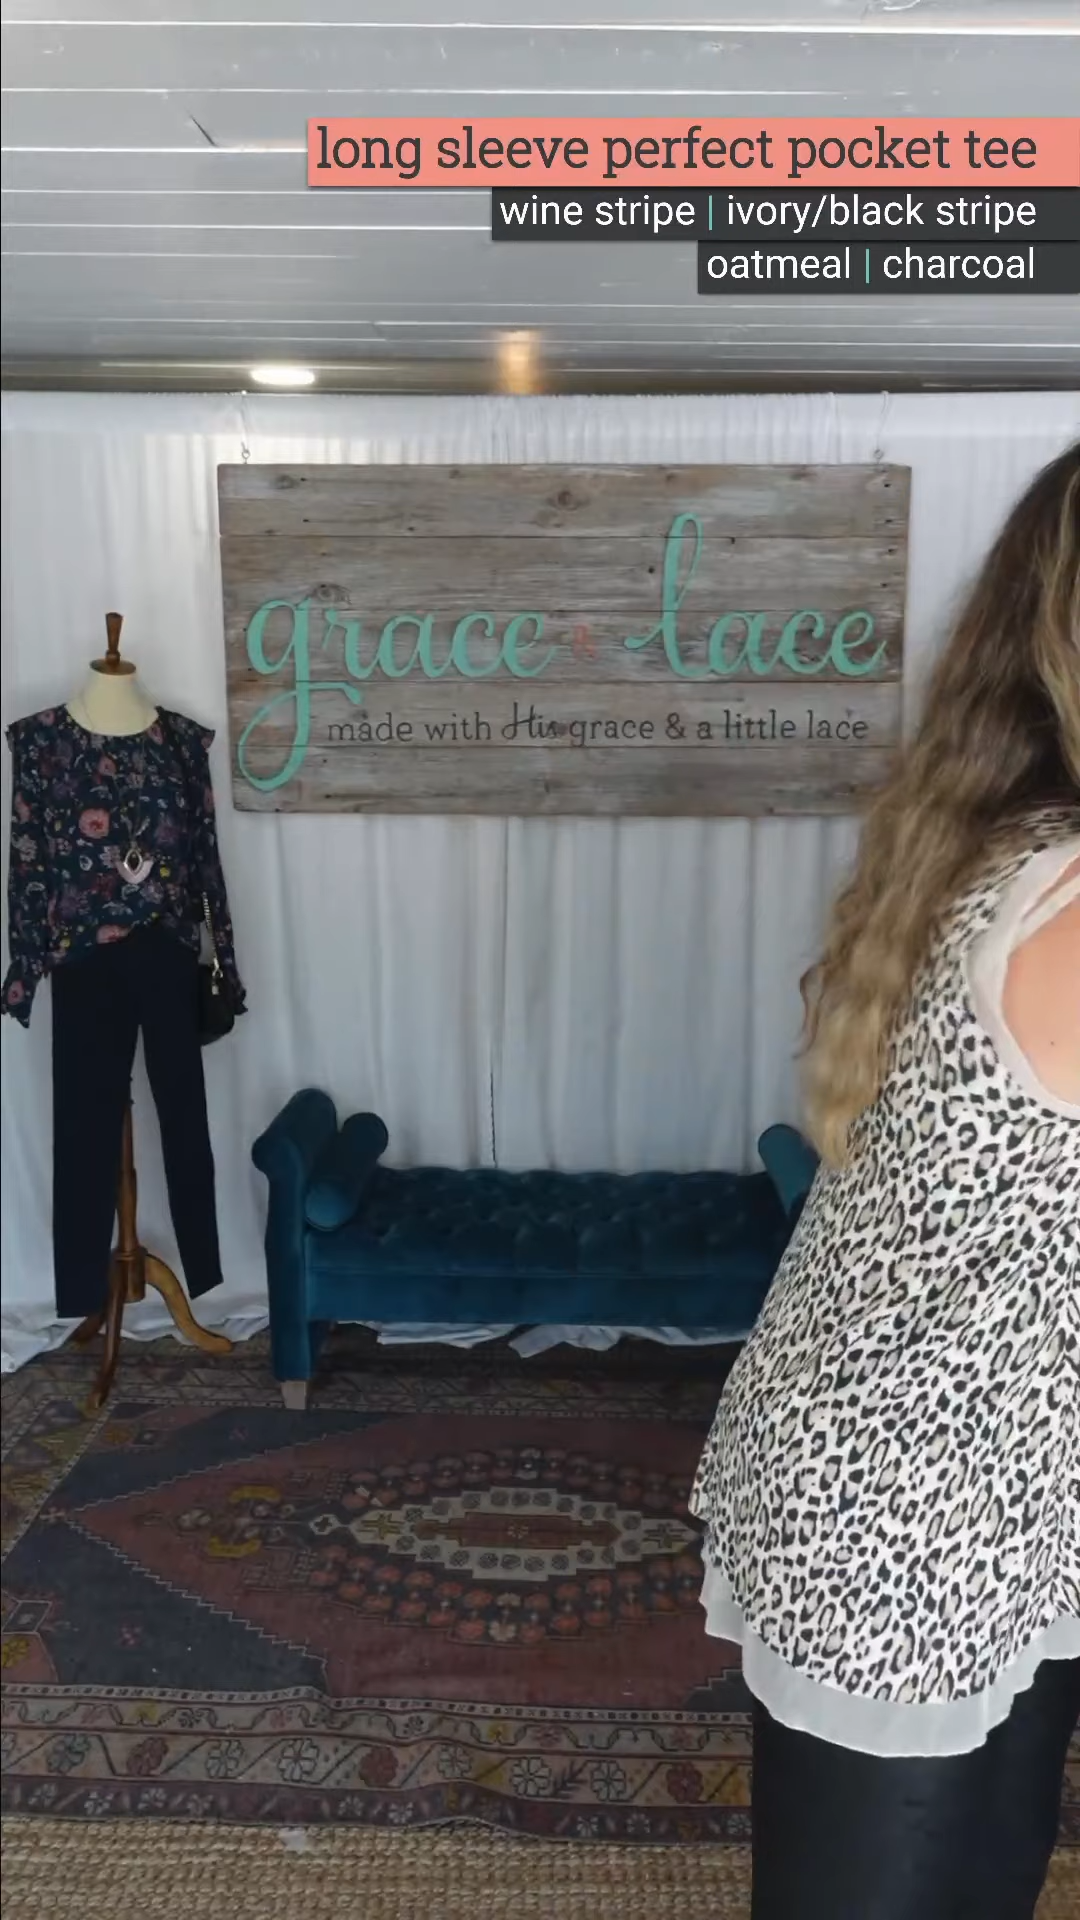 long sleeve perfect pocket tee
wine stripe | ivory/black stripe
oatmeal | charcoal
grace & lace
made with His grace & a little lace